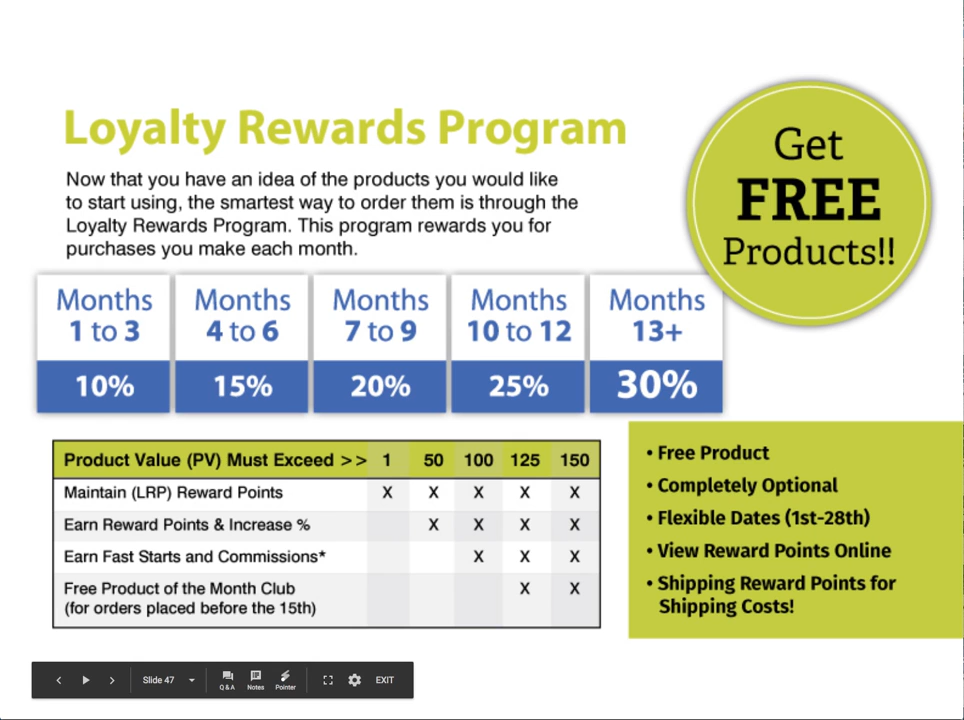 Loyalty Rewards Program
Now that you have an idea of the products you would like
to start using, the smartest way to order them is through the
Loyalty Rewards Program. This program rewards you for
purchases you make each month.
Get
FREE
Products!!
Months
1 to 3
10%
Months
4 to 6
15%
Months
7 to 9
20%
Months
10 to 12
25%
Months
13+
30%
Product Value (PV) Must Exceed >> 1 50 100 125 150
Maintain (LRP) Reward Points X X X X X
Earn Reward Points & Increase % X X X X
Earn Fast Starts and Commissions* X X X
Free Product of the Month Club
(for orders placed before the 15th) X X
• Free Product
• Completely Optional
• Flexible Dates (1st-28th)
• View Reward Points Online
• Shipping Reward Points for
Shipping Costs!
Slide 47 Q&A Notes Pointer EXIT